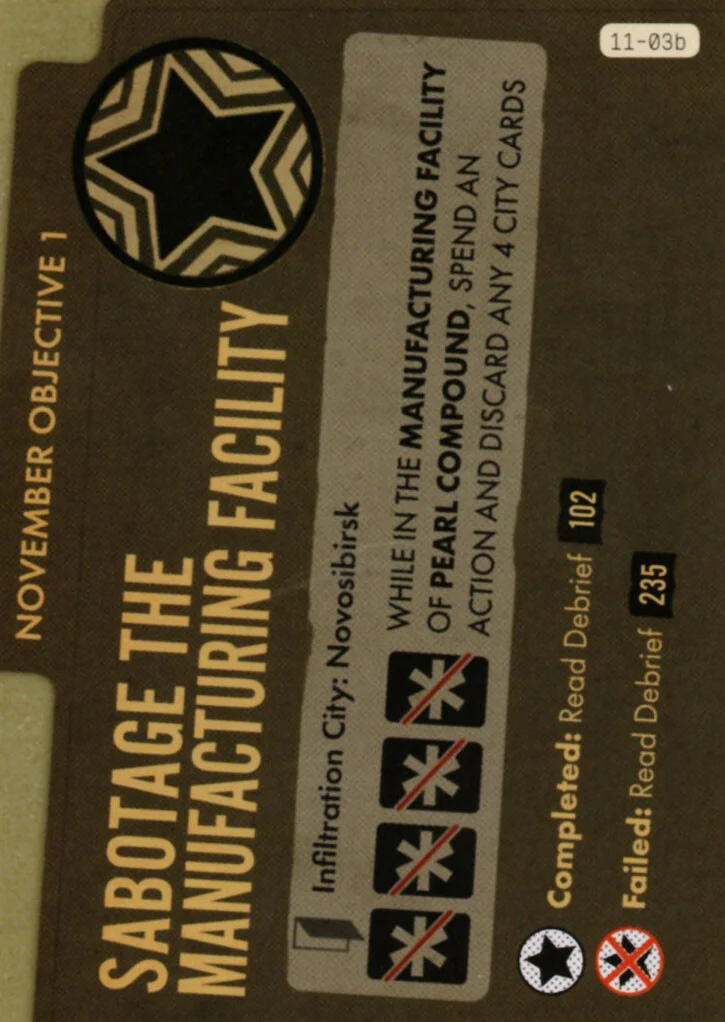 11-03b
NOVEMBER OBJECTIVE 1
SABOTAGE THE
MANUFACTURING FACILITY
Infiltration City: Novosibirsk
WHILE IN THE MANUFACTURING FACILITY
OF PEARL COMPOUND, SPEND AN
ACTION AND DISCARD ANY 4 CITY CARDS
Completed: Read Debrief 102
Failed: Read Debrief 235